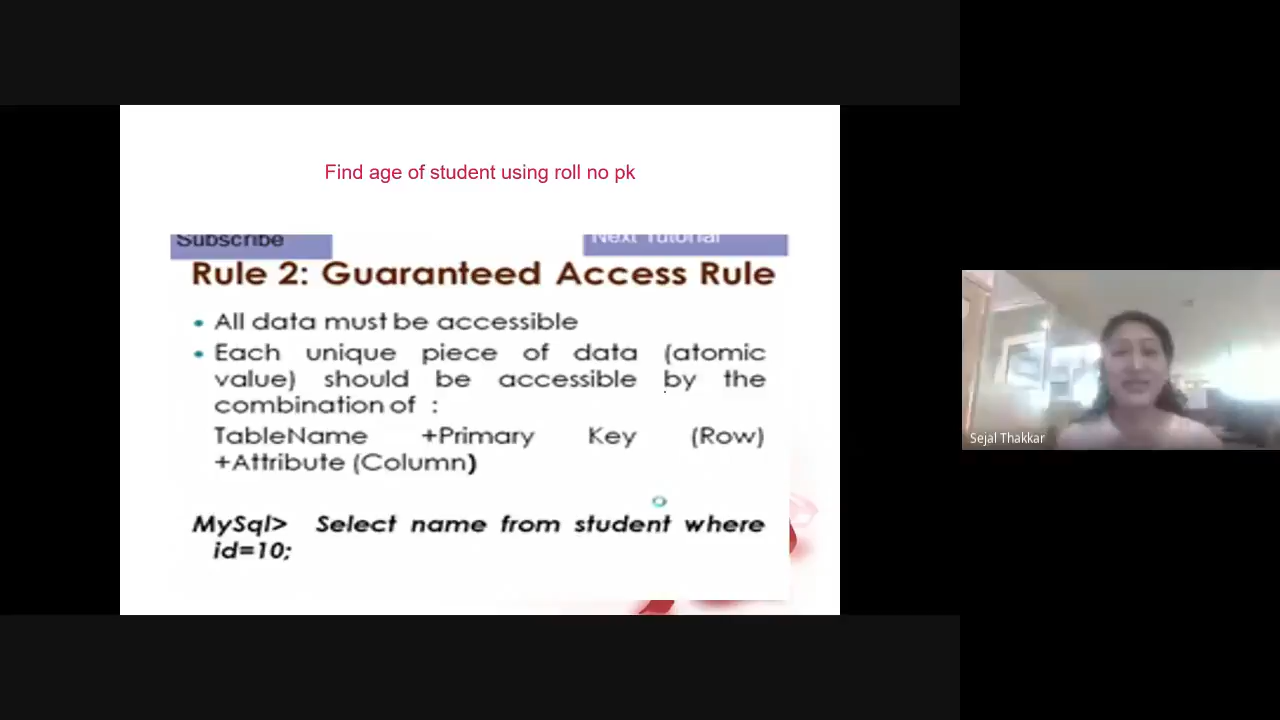 Find age of student using roll no pk
Subscribe
Next Tutorial
Rule 2: Guaranteed Access Rule
• All data must be accessible
• Each unique piece of data (atomic
value) should be accessible by the
combination of :
TableName +Primary Key (Row)
+Attribute (Column)
MySql> Select name from student where
id=10;
Sejal Thakkar